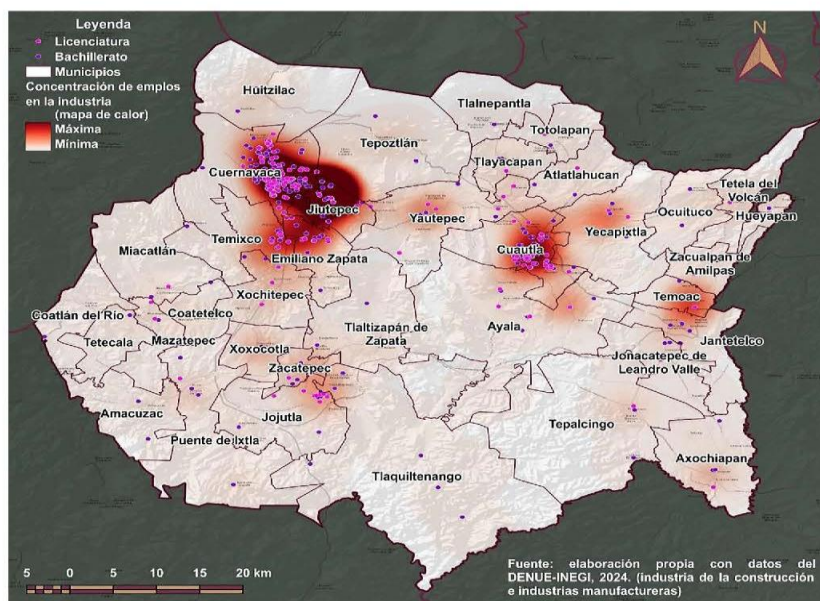 Leyenda
Licenciatura
Bachillerato
Municipios
Concentración de emplos
en la industria
(mapa de calor)
Máxima
Mínima
N
Húitzilac
Tlalnepantla
Totolapan
Tepoztlán
Tlayacapan
Atlatlahucan
Cuernavaca
Tetela del
Volcán
Jiutepec
Ocuituco
Hueyapan
Yautepec
Yecapixtla
Temixco
Cuautla
Miacatlán
Emiliano Zapata
Zacualpan de
Amilpas
Xochitepec
Temoac
Coatlán del Río
Coatetelco
Tlaltizapán de
Zapata
Ayala
Tetecala
Mazatepec
Jantetelco
Xoxocotla
Jonacatepec de
Leandro Valle
Zacatepec
Amacuzac
Jojutla
Tepalcingo
Puente de Ixtla
Axochiapan
Tlaquiltenango
5 0 5 10 15 20 km
Fuente: elaboración propia con datos del
DENUE-INEGI, 2024. (industria de la construcción
e industrias manufactureras)